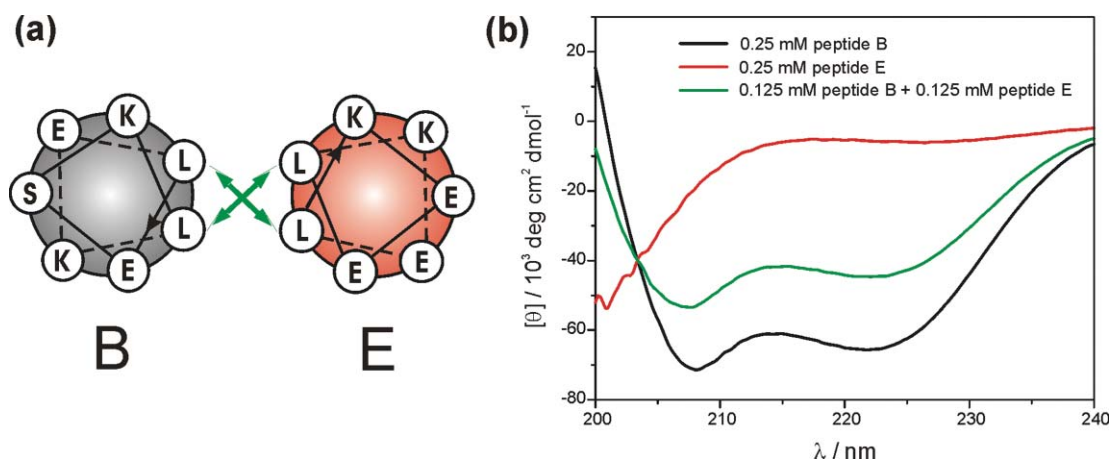 (a)
K
E
L
S
L
K
E
B
K
K
L
E
L
E
E
E
(b)
0.25 mM peptide B
0.25 mM peptide E
0.125 mM peptide B + 0.125 mM peptide E
[θ] / 10³ deg cm² dmol⁻¹
20
0
-20
-40
-60
-80
200
210
220
230
240
λ / nm